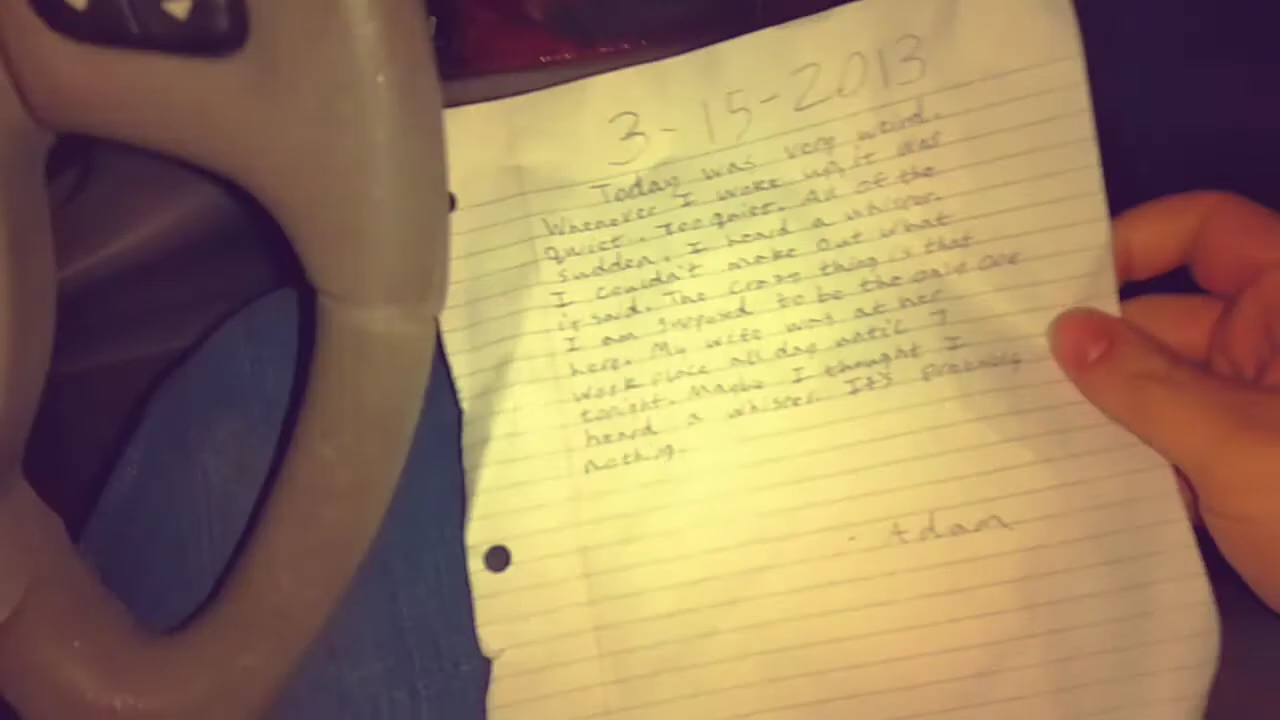 3-15-2013
Today was very weird.
Whenever I woke up, it was
quiet.. Too quiet. All of the
sudden, I heard a whisper.
I couldn't make out what
it said. The crazy thing is that
I am supposed to be the only one
here. My wife was at her
work place all day until 7
tonight. Maybe I thought I
heard a whisper. It's probably
nothing.
- Adam